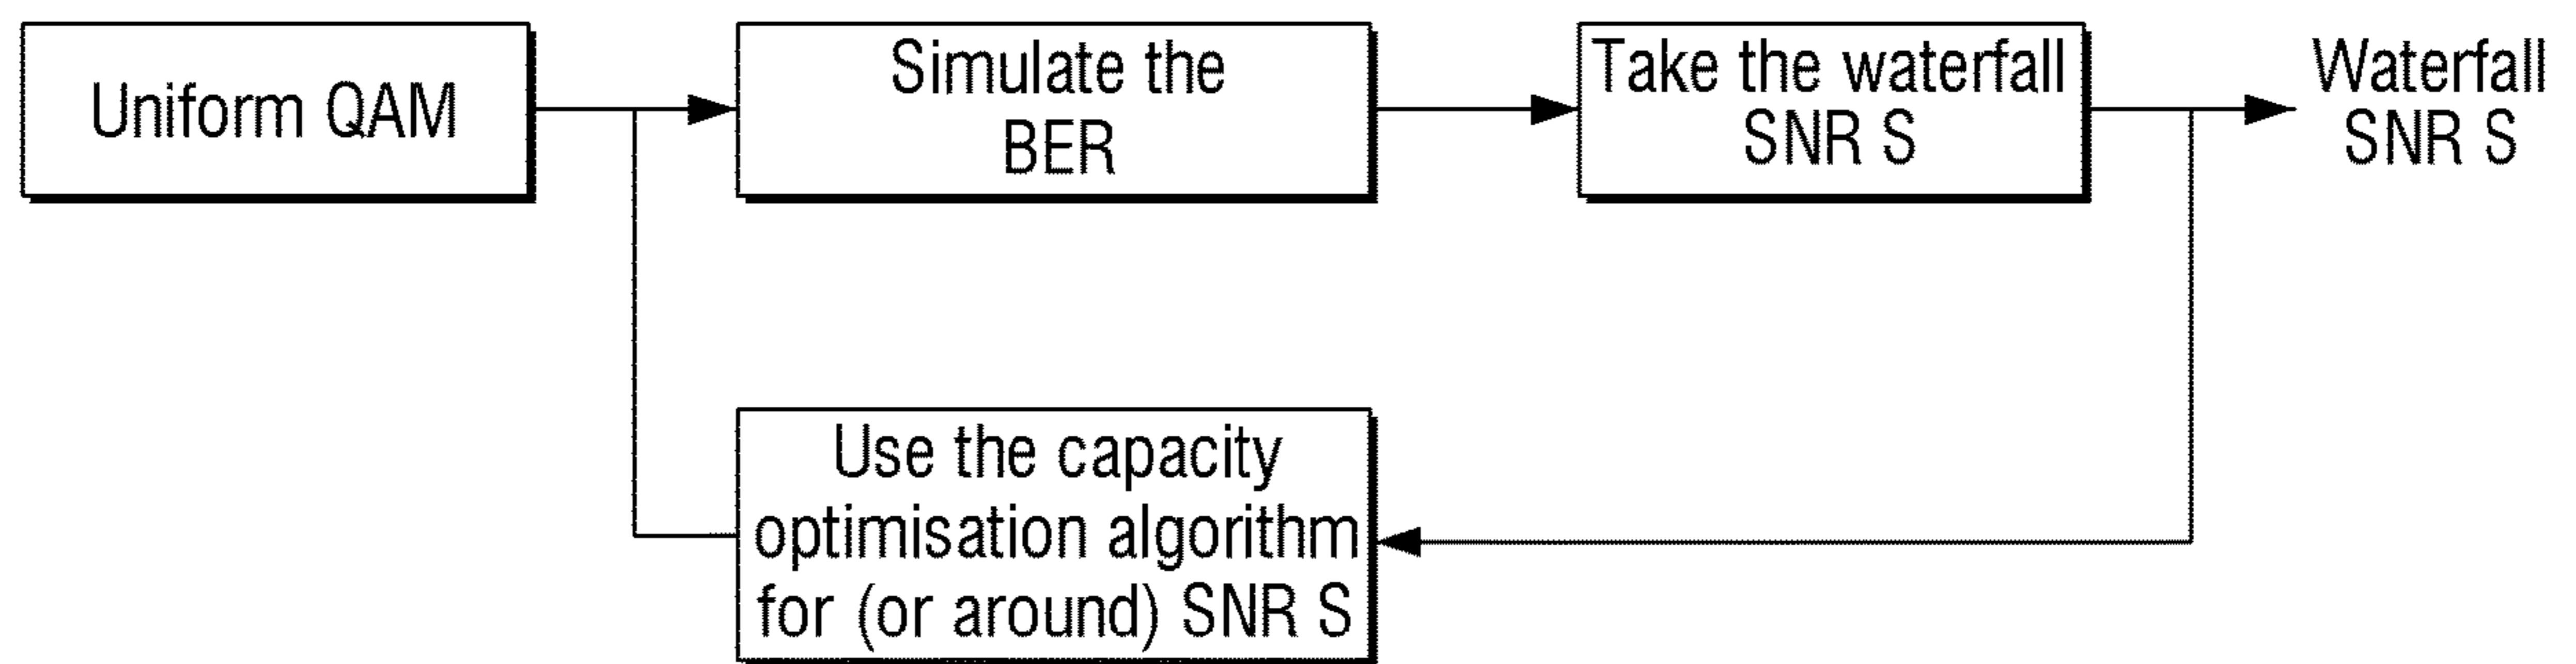 Uniform QAM
Simulate the
BER
Take the waterfall
SNR S
Waterfall
SNR S
Use the capacity
optimisation algorithm
for (or around) SNR S